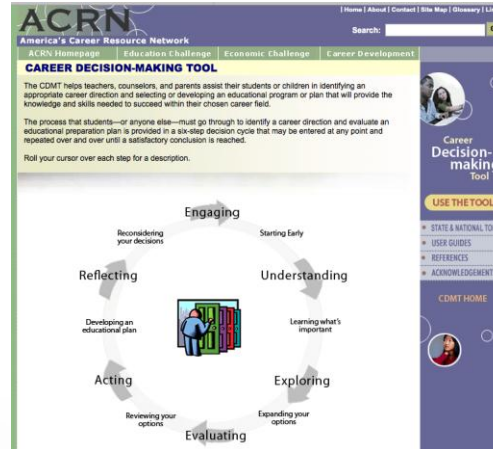 ACRN
America's Career Resource Network
| Home | About | Contact | Site Map | Glossary |
Search:
ACRN Homepage | Education Challenge | Economic Challenge | Career Development
CAREER DECISION-MAKING TOOL
The CDMT helps teachers, counselors, and parents assist their students or children in identifying an
appropriate career direction and selecting or developing an educational program or plan that will provide the
knowledge and skills needed to succeed within their chosen career field.
The process that students—or anyone else—must go through to identify a career direction and evaluate an
educational preparation plan is provided in a six-step decision cycle that may be entered at any point and
repeated over and over until a satisfactory conclusion is reached.
Roll your cursor over each step for a description.
Engaging
Starting Early
Understanding
Learning what's
important
Exploring
Expanding your
options
Evaluating
Reviewing your
options
Acting
Developing an
educational plan
Reflecting
Reconsidering
your decisions
Career
Decision-
making
Tool
USE THE TOOL
STATE & NATIONAL TO
USER GUIDES
REFERENCES
ACKNOWLEDGEMENT
CDMT HOME